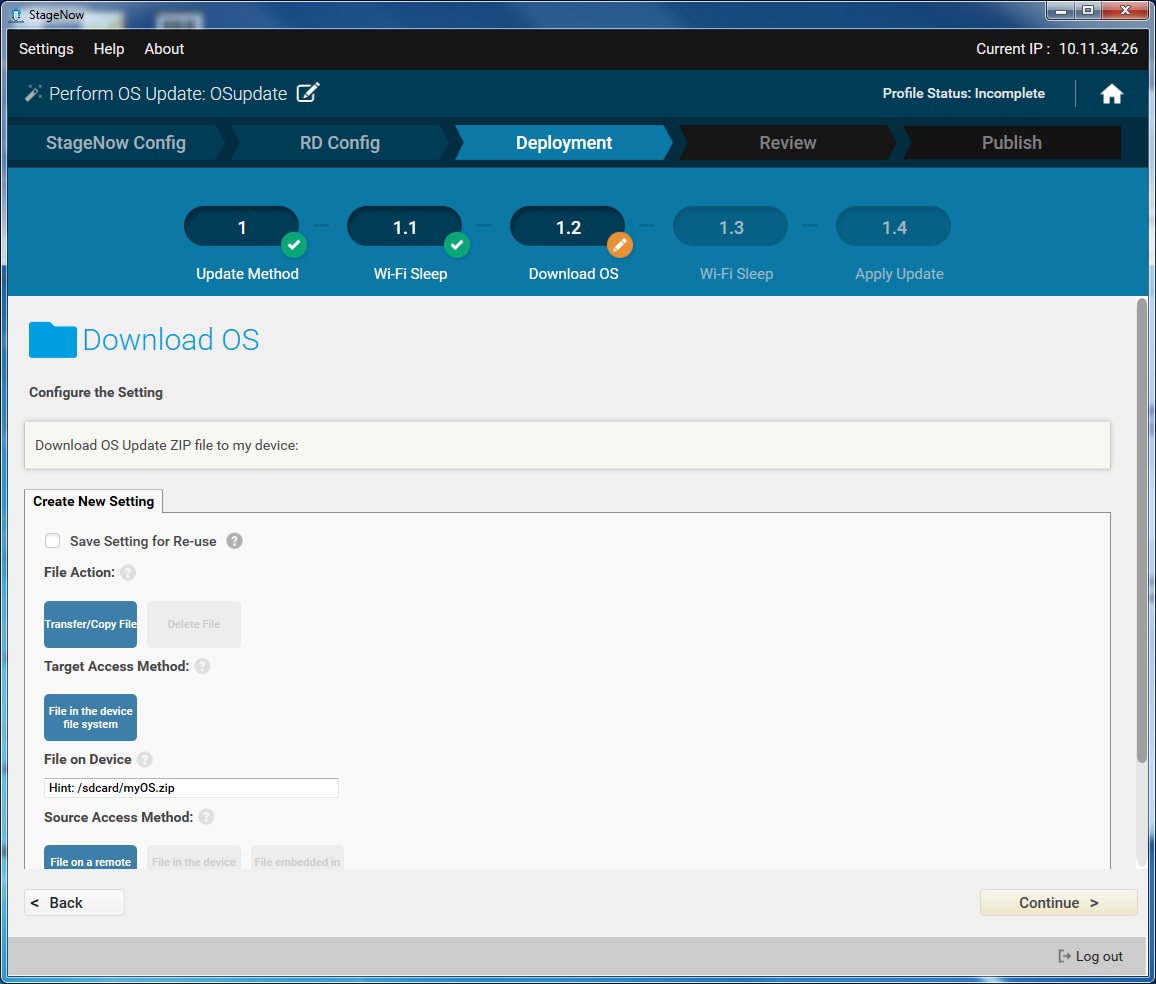 StageNow
Settings Help About Current IP : 10.11.34.26
Perform OS Update: OSupdate Profile Status: Incomplete
StageNow Config RD Config Deployment Review Publish
1 1.1 1.2 1.3 1.4
Update Method Wi-Fi Sleep Download OS Wi-Fi Sleep Apply Update
Download OS
Configure the Setting
Download OS Update ZIP file to my device:
Create New Setting
Save Setting for Re-use ?
File Action: ?
Transfer/Copy File Delete File
Target Access Method: ?
File in the device
file system
File on Device ?
Hint: /sdcard/myOS.zip
Source Access Method: ?
File on a remote File in the device File embedded in
< Back Continue >
Log out